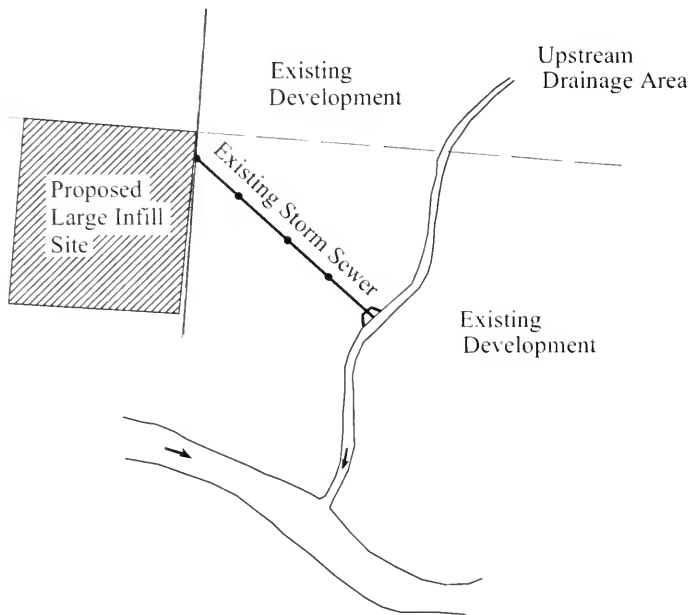 Upstream
Drainage Area
Existing
Development
Existing Storm Sewer
Proposed
Large Infill
Site
Existing
Development